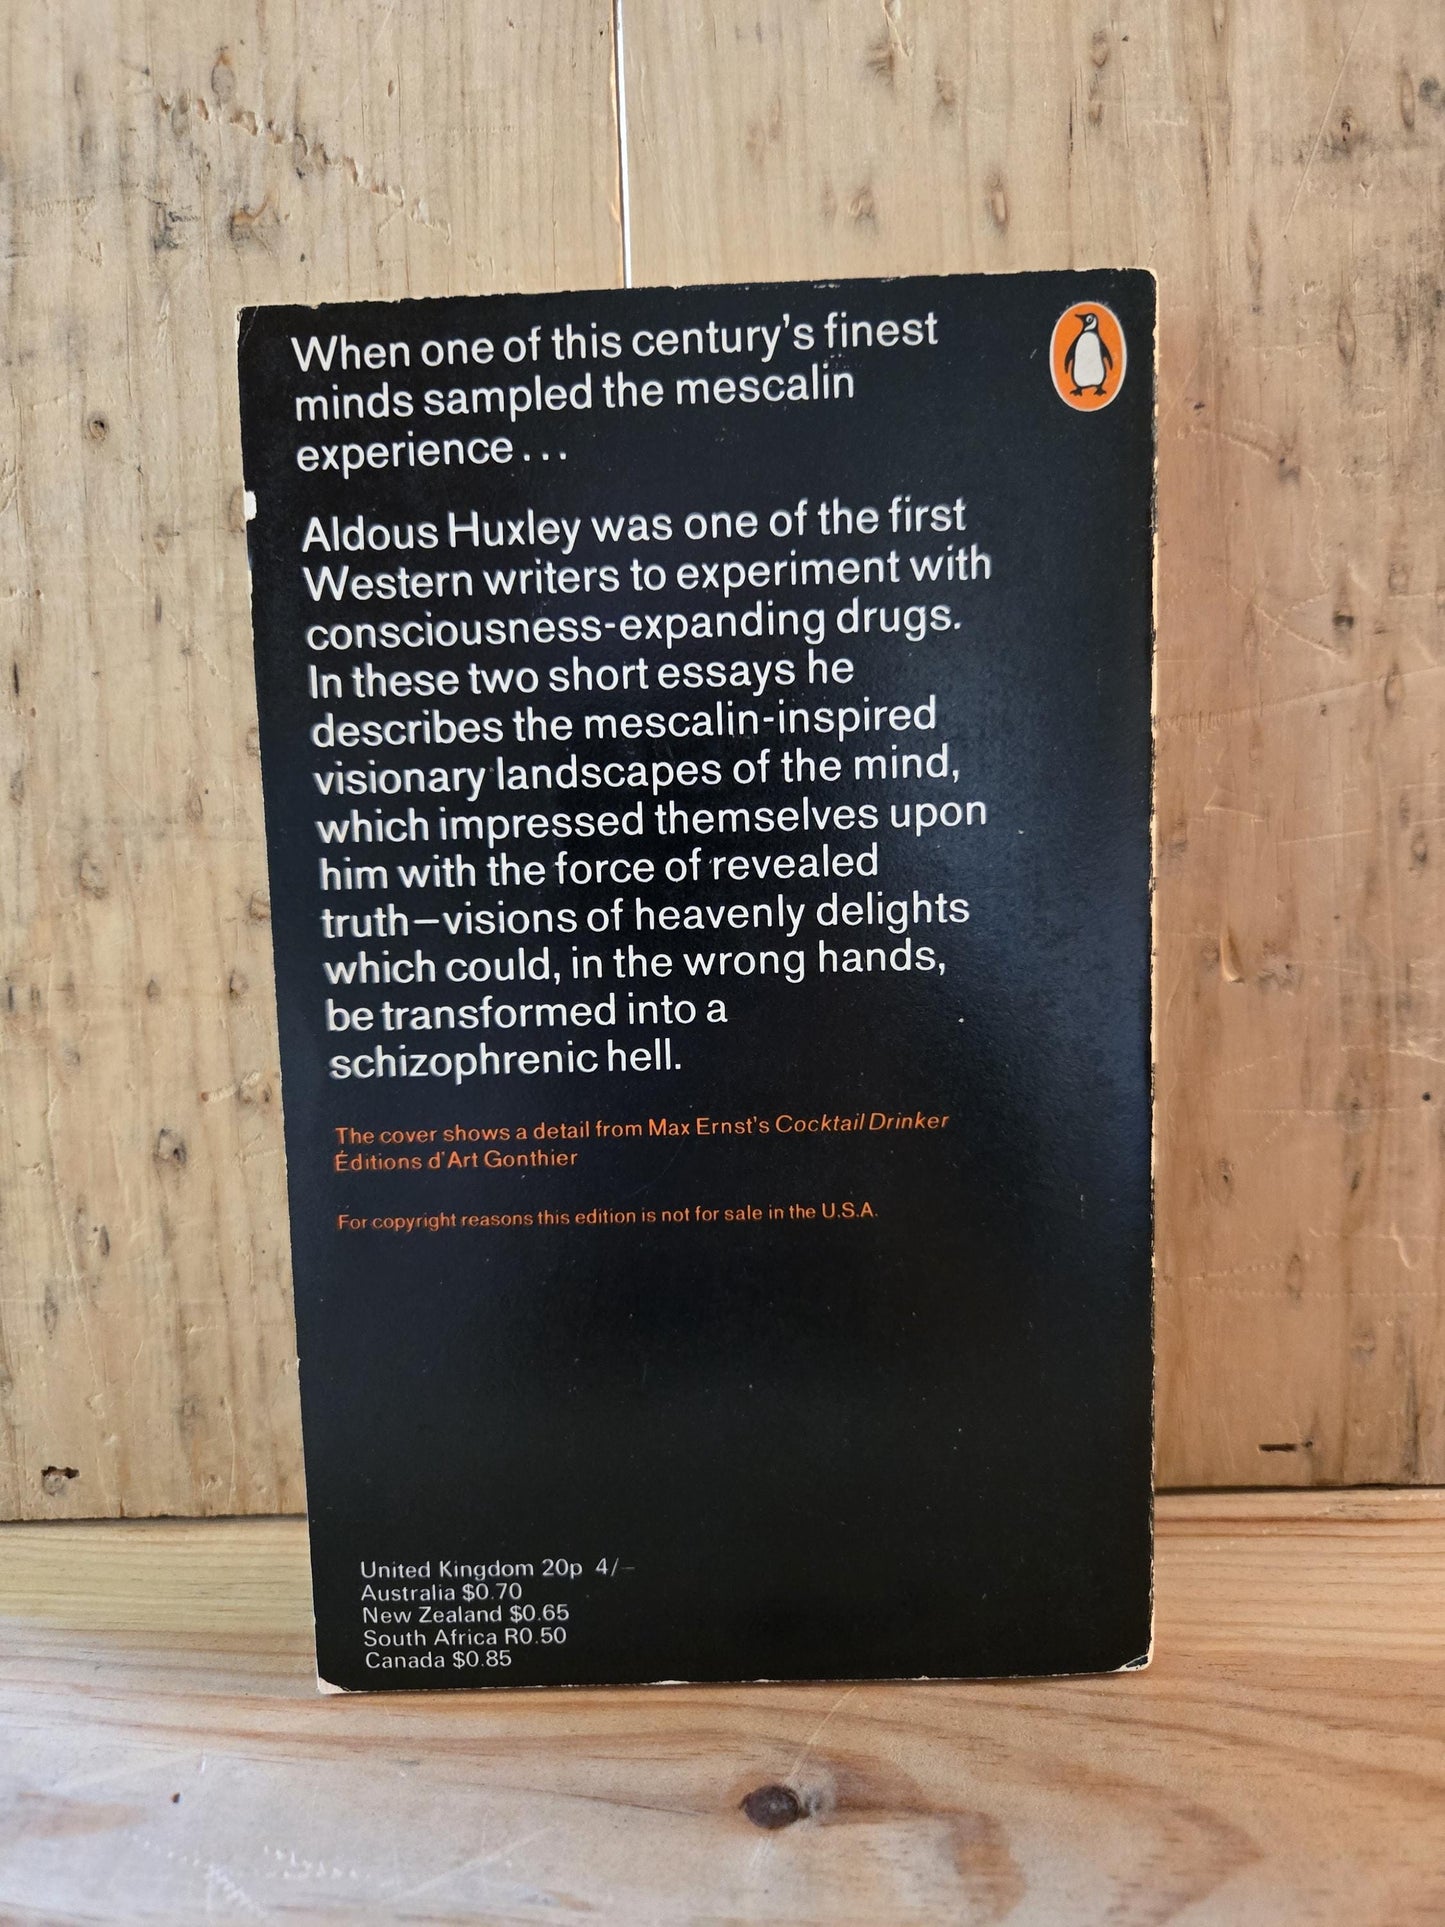 When one of this century's finest
minds sampled the mescalin
experience...
Aldous Huxley was one of the first
Western writers to experiment with
consciousness-expanding drugs.
In these two short essays he
describes the mescalin-inspired
visionary landscapes of the mind,
which impressed themselves upon
him with the force of revealed
truth—visions of heavenly delights
which could, in the wrong hands,
be transformed into a
schizophrenic hell.
The cover shows a detail from Max Ernst's Cocktail Drinker
Éditions d'Art Gonthier
For copyright reasons this edition is not for sale in the U.S.A.
United Kingdom 20p 4/–
Australia $0.70
New Zealand $0.65
South Africa R0.50
Canada $0.85